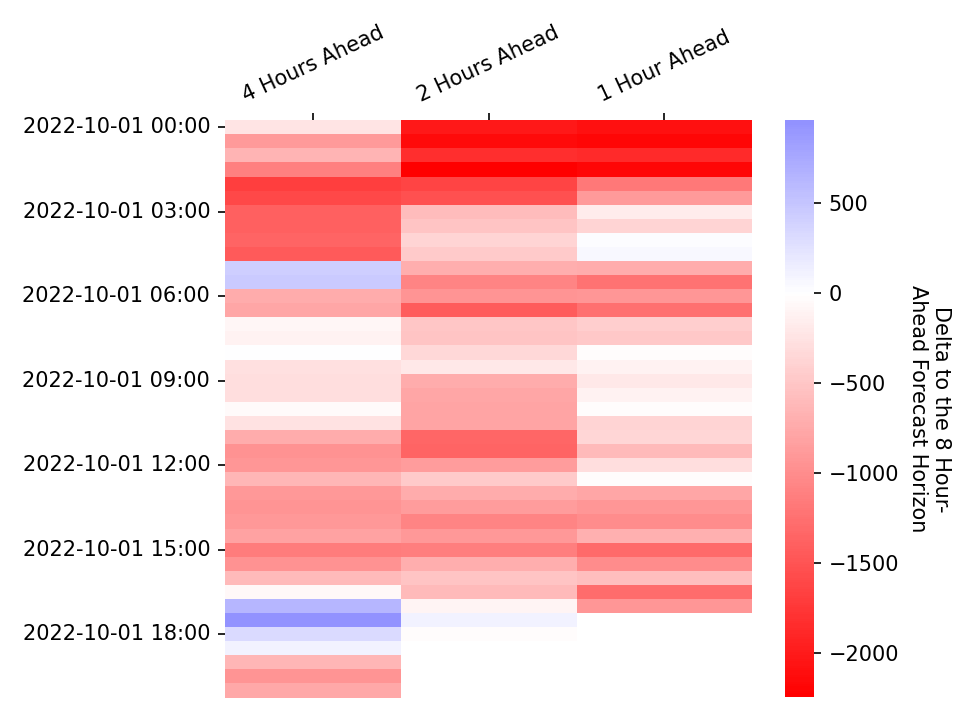 4 Hours Ahead
2 Hours Ahead
1 Hour Ahead
2022-10-01 00:00
2022-10-01 03:00
2022-10-01 06:00
2022-10-01 09:00
2022-10-01 12:00
2022-10-01 15:00
2022-10-01 18:00
500
0
−500
−1000
−1500
−2000
Delta to the 8 Hour-
Ahead Forecast Horizon